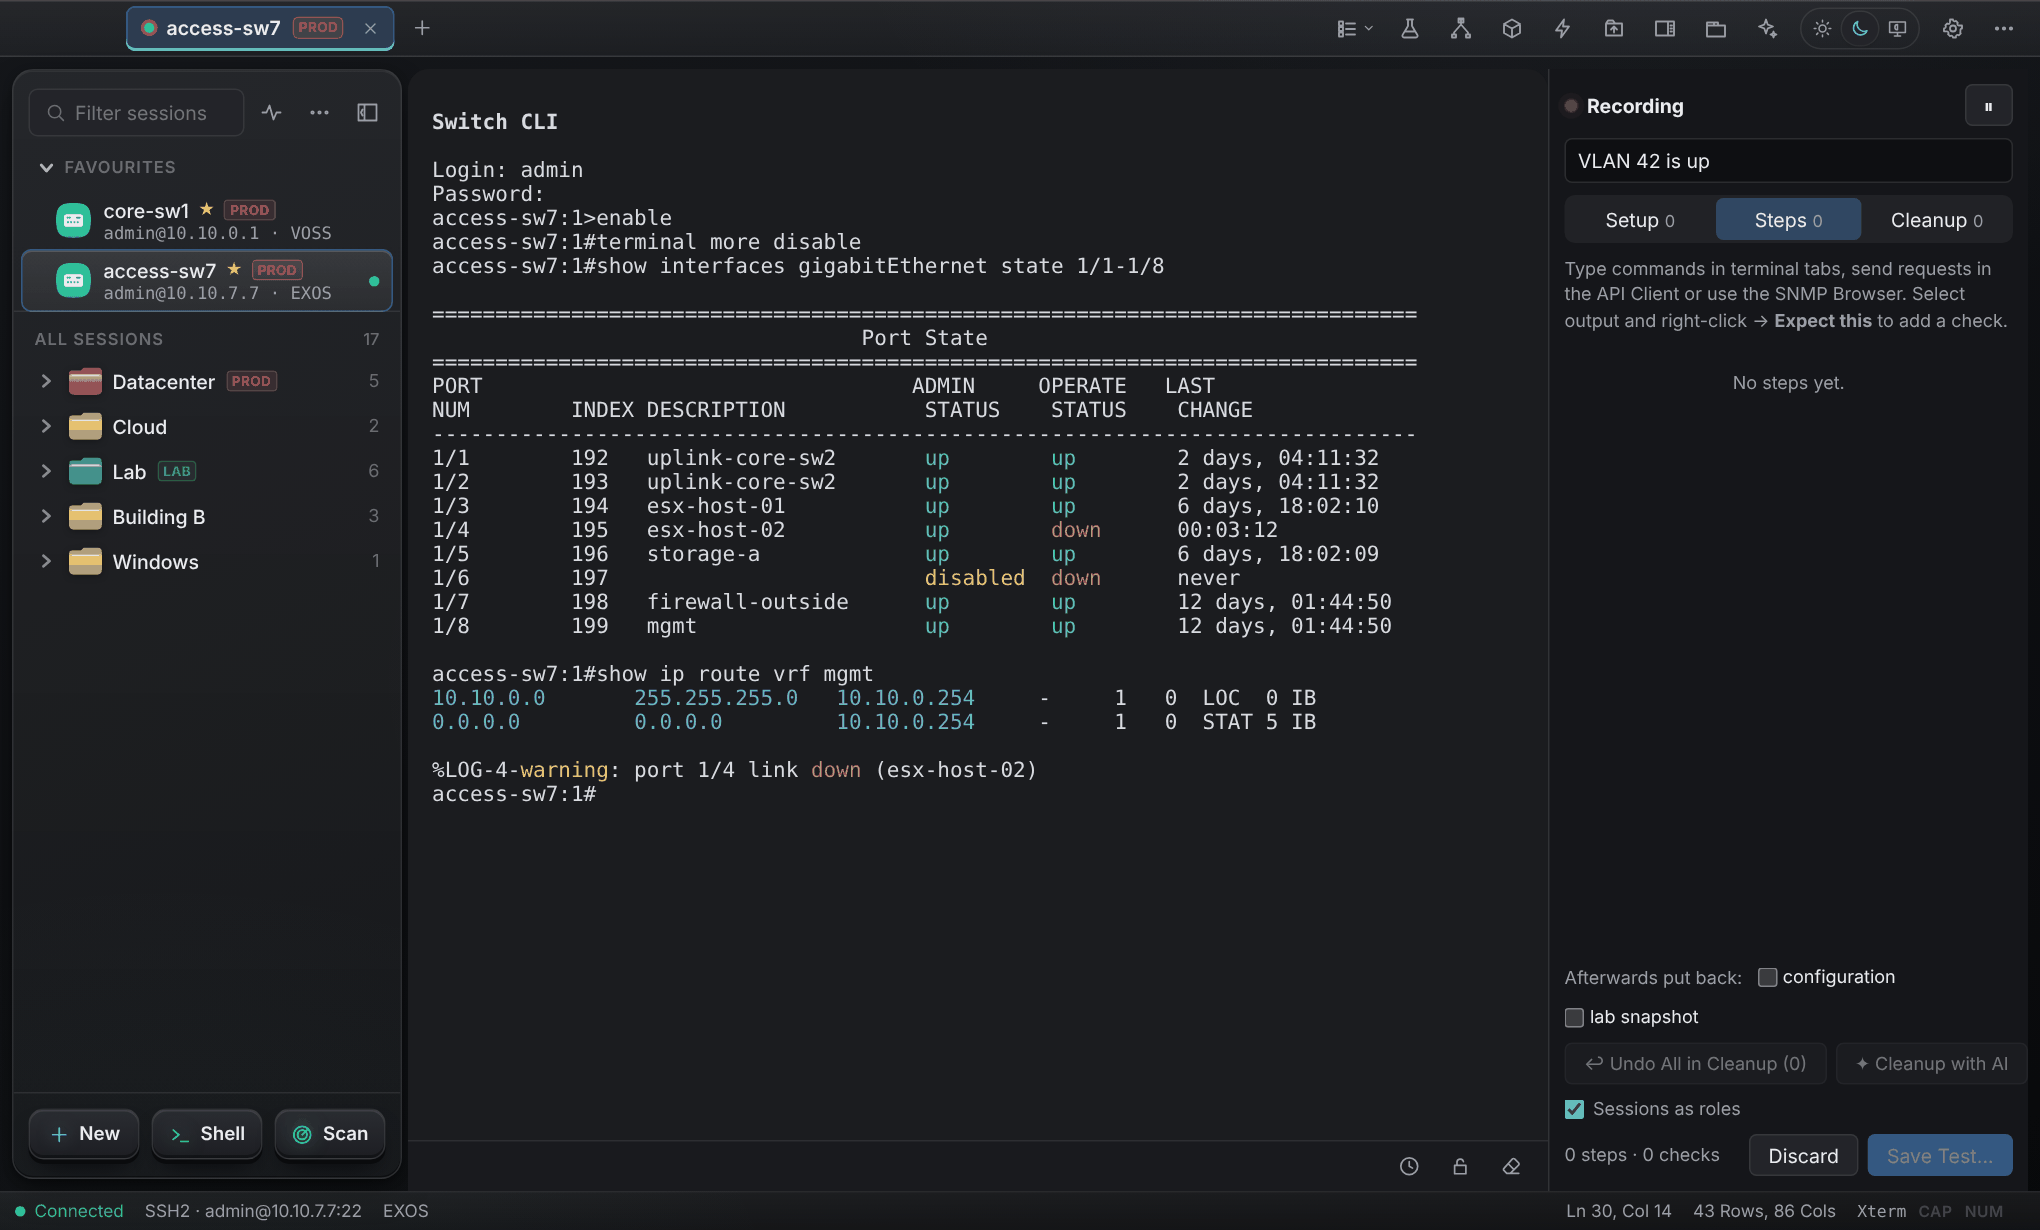 access-sw7 PROD
Filter sessions
FAVOURITES
core-sw1 PROD
admin@10.10.0.1 · VOSS
access-sw7 PROD
admin@10.10.7.7 · EXOS
ALL SESSIONS 17
Datacenter PROD 5
Cloud 2
Lab LAB 6
Building B 3
Windows 1
New Shell Scan
Switch CLI
Login: admin
Password:
access-sw7:1>enable
access-sw7:1#terminal more disable
access-sw7:1#show interfaces gigabitEthernet state 1/1-1/8
==============================================================================
Port State
==============================================================================
PORT ADMIN OPERATE LAST
NUM INDEX DESCRIPTION STATUS STATUS CHANGE
------------------------------------------------------------------------------
1/1 192 uplink-core-sw2 up up 2 days, 04:11:32
1/2 193 uplink-core-sw2 up up 2 days, 04:11:32
1/3 194 esx-host-01 up up 6 days, 18:02:10
1/4 195 esx-host-02 up down 00:03:12
1/5 196 storage-a up up 6 days, 18:02:09
1/6 197 disabled down never
1/7 198 firewall-outside up up 12 days, 01:44:50
1/8 199 mgmt up up 12 days, 01:44:50
access-sw7:1#show ip route vrf mgmt
10.10.0.0 255.255.255.0 10.10.0.254 - 1 0 LOC 0 IB
0.0.0.0 0.0.0.0 10.10.0.254 - 1 0 STAT 5 IB
%LOG-4-warning: port 1/4 link down (esx-host-02)
access-sw7:1#
Recording
VLAN 42 is up
Setup 0 Steps 0 Cleanup 0
Type commands in terminal tabs, send requests in
the API Client or use the SNMP Browser. Select
output and right-click → Expect this to add a check.
No steps yet.
Afterwards put back: configuration
lab snapshot
↩ Undo All in Cleanup (0) ✦ Cleanup with AI
Sessions as roles
0 steps · 0 checks Discard Save Test...
Connected SSH2 · admin@10.10.7.7:22 EXOS
Ln 30, Col 14 43 Rows, 86 Cols Xterm CAP NUM